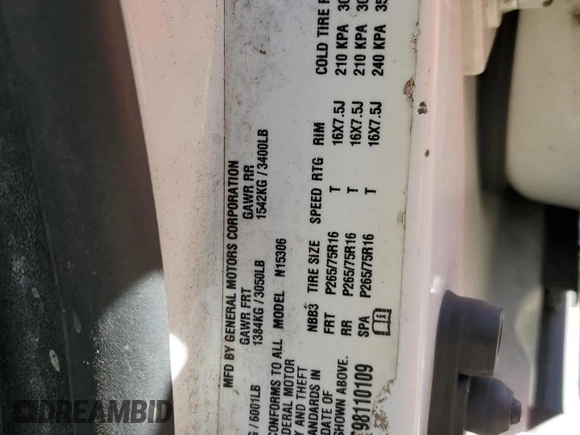 MFD BY GENERAL MOTORS CORPORATION
GAWR FRT GAWR RR
/ 6001LB 1384KG / 3050LB 1542KG / 3400LB
CONFORMS TO ALL MODEL N15306
MOTOR
AND THEFT
IN
DATE OF
SHOWN ABOVE.
98110109
NBB3 TIRE SIZE SPEED RTG RIM COLD TIRE
FRT P265/75R16 T 16X7.5J 210 KPA
RR P265/75R16 T 16X7.5J 210 KPA
SPA P265/75R16 T 16X7.5J 240 KPA
DREAMBID